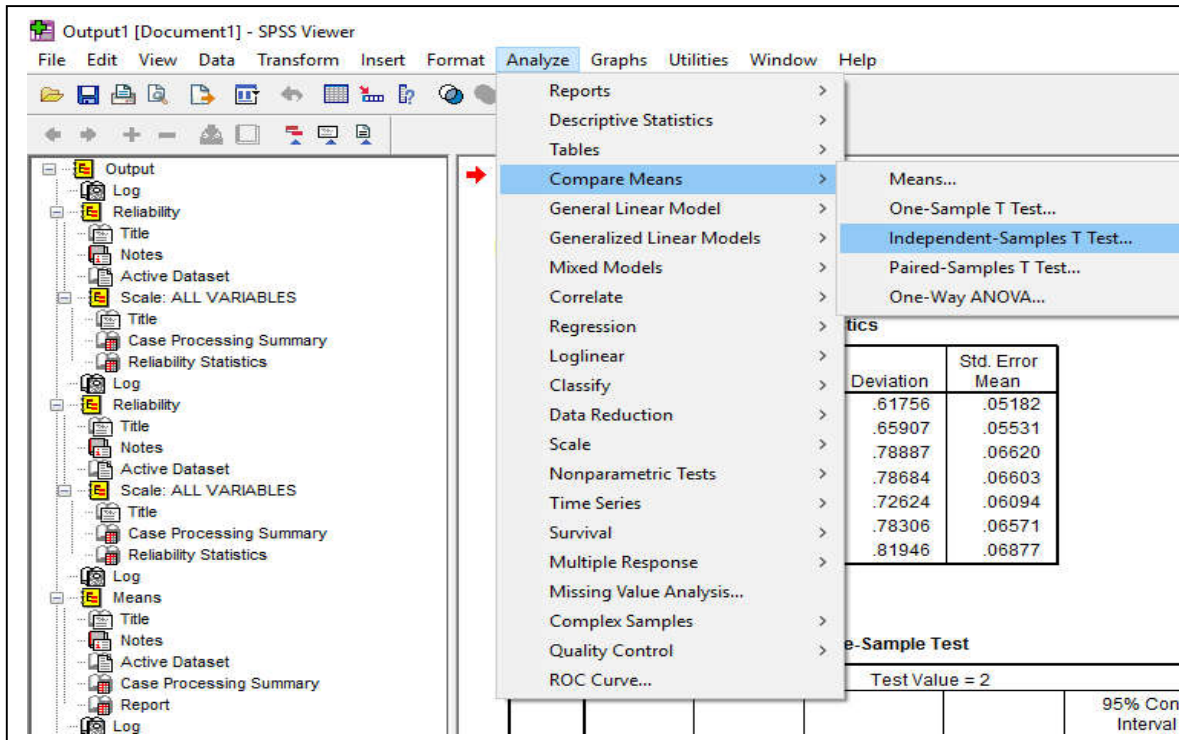 Output1 [Document1] - SPSS Viewer
File Edit View Data Transform Insert Format Analyze Graphs Utilities Window Help
Output
Log
Reliability
Title
Notes
Active Dataset
Scale: ALL VARIABLES
Title
Case Processing Summary
Reliability Statistics
Log
Reliability
Title
Notes
Active Dataset
Scale: ALL VARIABLES
Title
Case Processing Summary
Reliability Statistics
Log
Means
Title
Notes
Active Dataset
Case Processing Summary
Report
Log
Reports
Descriptive Statistics
Tables
Compare Means
General Linear Model
Generalized Linear Models
Mixed Models
Correlate
Regression
Loglinear
Classify
Data Reduction
Scale
Nonparametric Tests
Time Series
Survival
Multiple Response
Missing Value Analysis...
Complex Samples
Quality Control
ROC Curve...
Means...
One-Sample T Test...
Independent-Samples T Test...
Paired-Samples T Test...
One-Way ANOVA...
tics
Deviation Std. Error Mean
.61756 .05182
.65907 .05531
.78887 .06620
.78684 .06603
.72624 .06094
.78306 .06571
.81946 .06877
e-Sample Test
Test Value = 2
95% Con
Interval